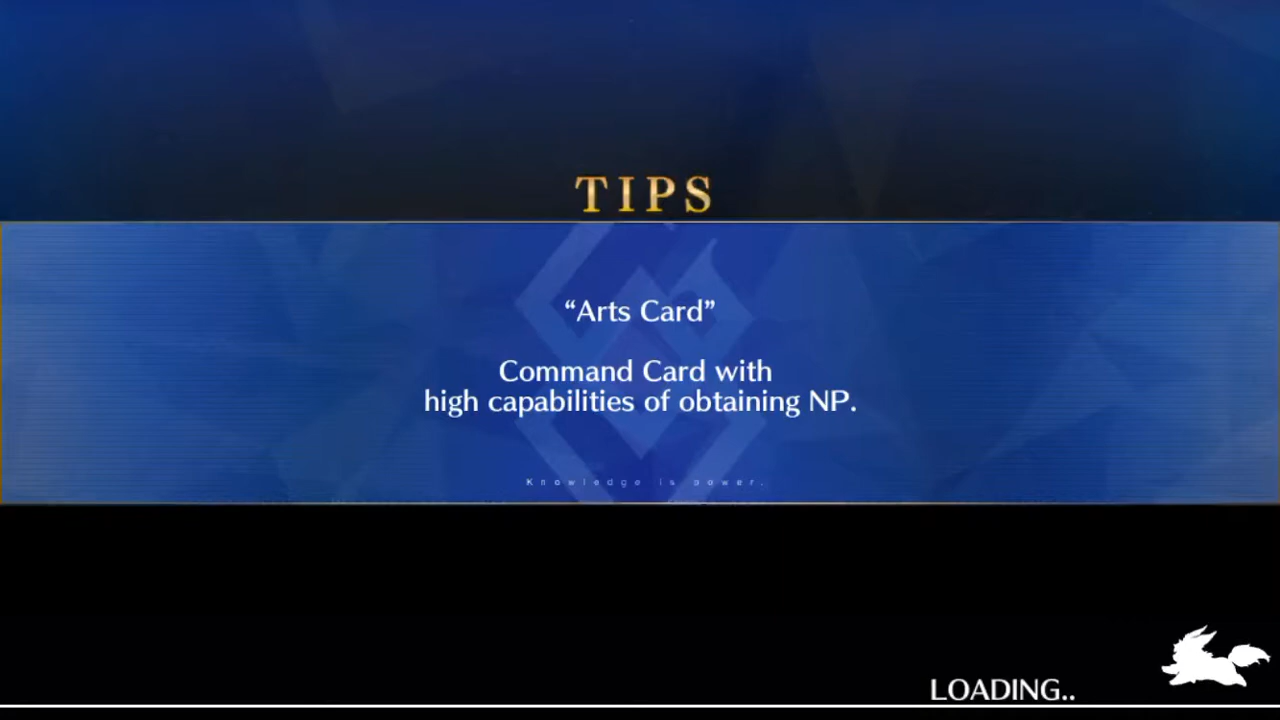 TIPS
“Arts Card”
Command Card with
high capabilities of obtaining NP.
Knowledge is power.
LOADING..